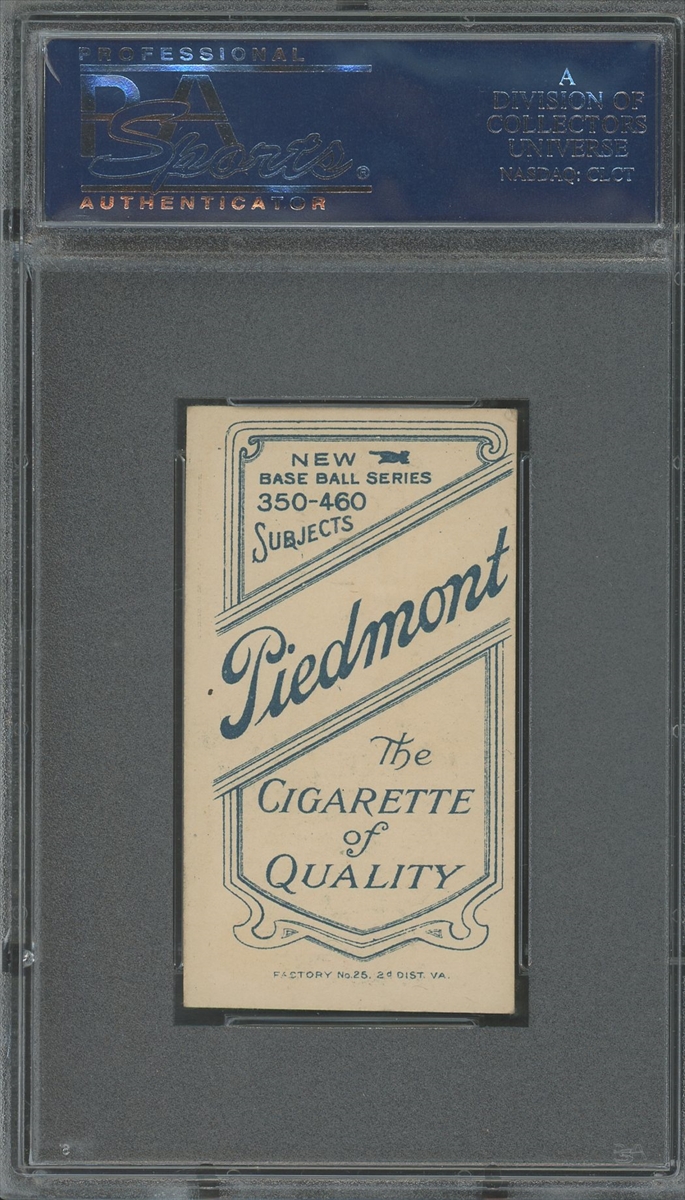 PROFESSIONAL
PSA
Sports®
AUTHENTICATOR
A
DIVISION OF
COLLECTORS
UNIVERSE
NASDAQ: CLCT
NEW
BASE BALL SERIES
350-460
SUBJECTS
Piedmont
The
CIGARETTE
of
QUALITY
FACTORY No. 25. 2d DIST. VA.